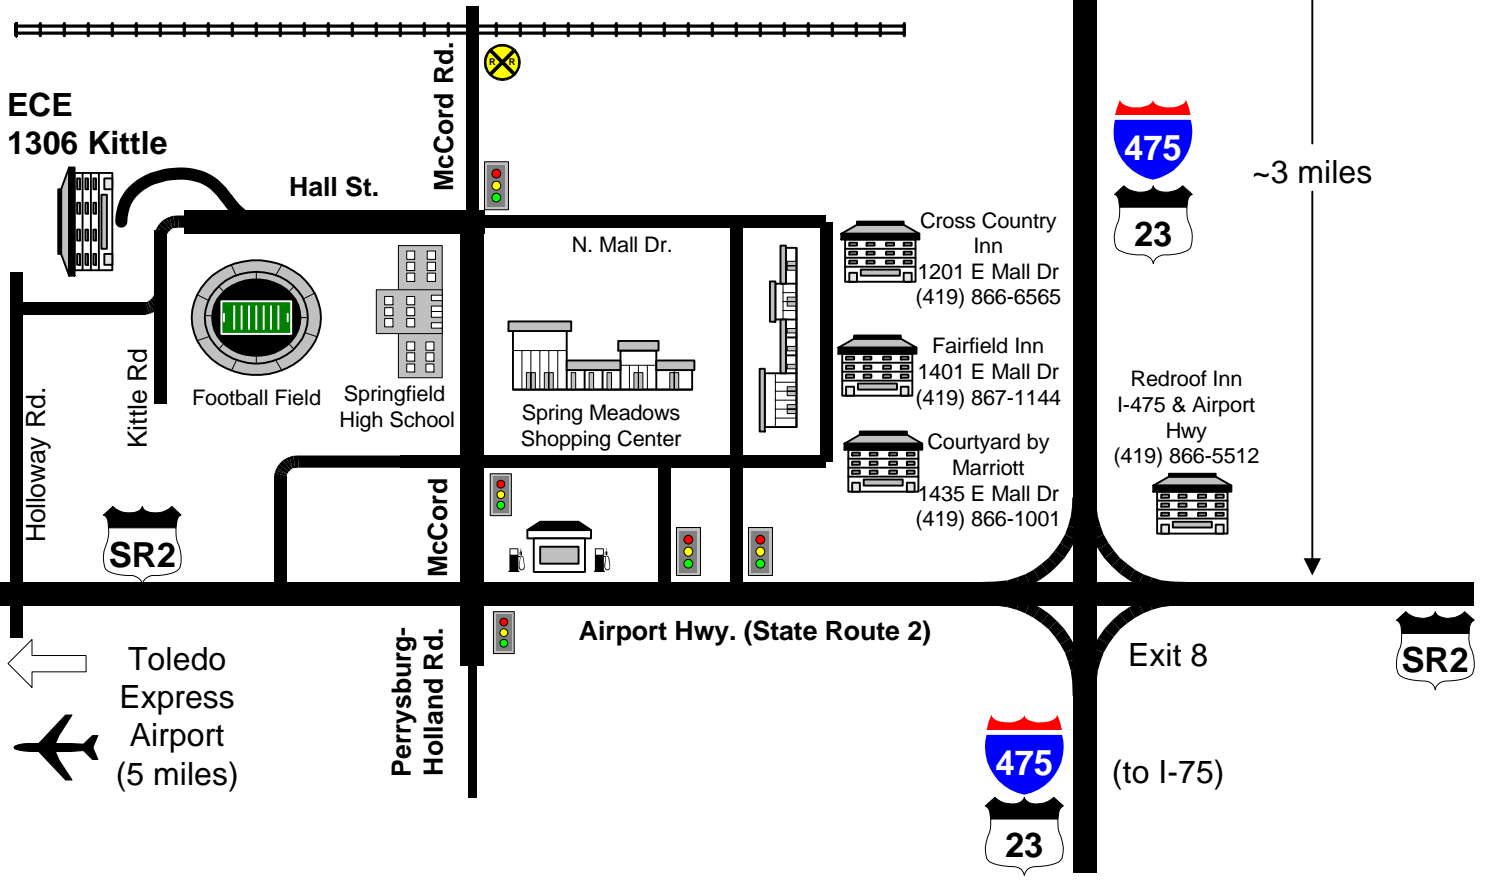 McCord Rd.
R R
ECE
1306 Kittle
Hall St.
475
23
~3 miles
N. Mall Dr.
Cross Country
Inn
1201 E Mall Dr
(419) 866-6565
Fairfield Inn
1401 E Mall Dr
(419) 867-1144
Courtyard by
Marriott
1435 E Mall Dr
(419) 866-1001
Redroof Inn
I-475 & Airport
Hwy
(419) 866-5512
Holloway Rd.
Kittle Rd
Football Field
Springfield
High School
Spring Meadows
Shopping Center
McCord
SR2
Airport Hwy. (State Route 2)
Toledo
Express
Airport
(5 miles)
Perrysburg-
Holland Rd.
Exit 8
SR2
475
23
(to I-75)